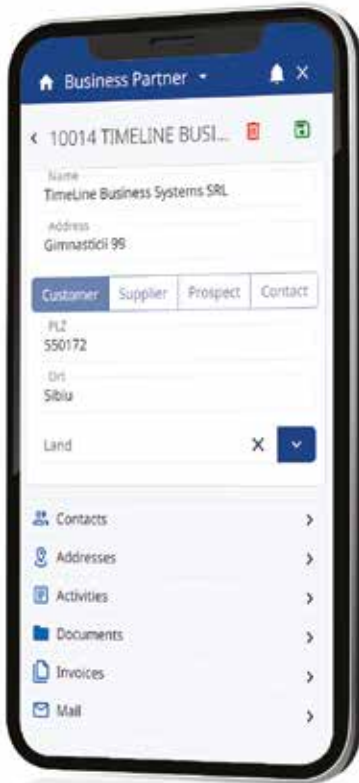 Business Partner
10014 TIMELINE BUSI...
Name
TimeLine Business Systems SRL
Address
Gimnasticii 99
Customer Supplier Prospect Contact
PLZ
550172
Ort
Sibiu
Land
Contacts
Addresses
Activities
Documents
Invoices
Mail